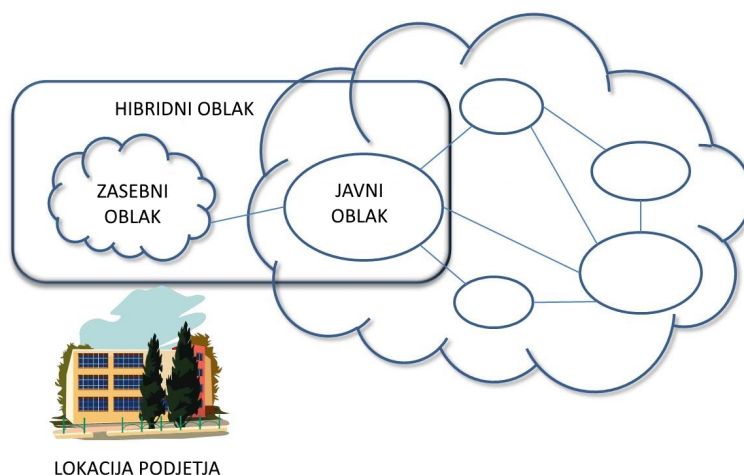 HIBRIDNI OBLAK
ZASEBNI
OBLAK
JAVNI
OBLAK
LOKACIJA PODJETJA